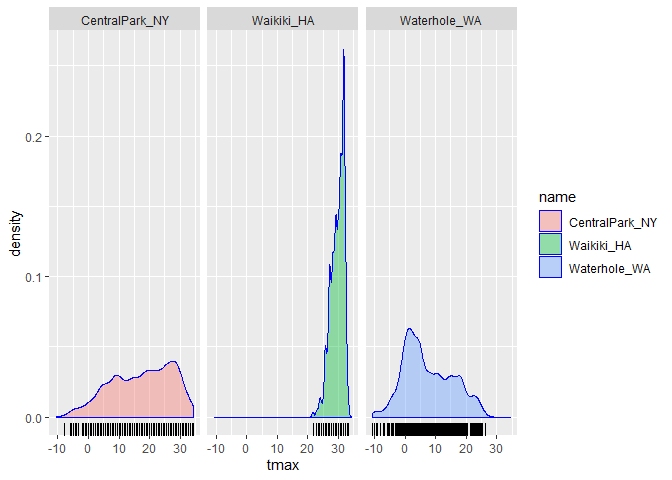 CentralPark_NY Waikiki_HA Waterhole_WA
0.2
0.1
0.0
density
-10 0 10 20 30 -10 0 10 20 30 -10 0 10 20 30
tmax
name
CentralPark_NY
Waikiki_HA
Waterhole_WA